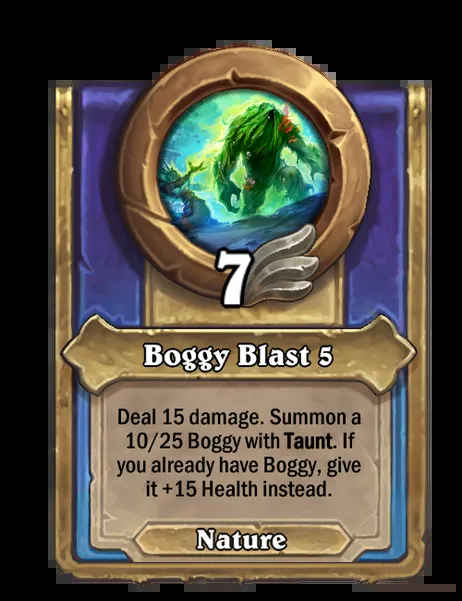 7
Boggy Blast 5
Deal 15 damage. Summon a
10/25 Boggy with Taunt. If
you already have Boggy, give
it +15 Health instead.
Nature